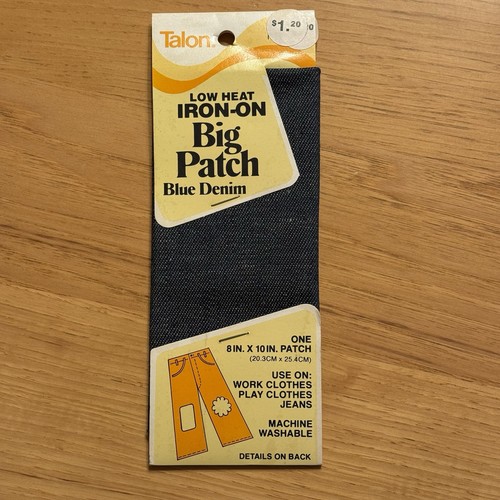 Talon
$1.20
LOW HEAT
IRON-ON
Big
Patch
Blue Denim
ONE
8 IN. X 10 IN. PATCH
(20.3CM x 25.4CM)
USE ON:
WORK CLOTHES
PLAY CLOTHES
JEANS
MACHINE
WASHABLE
DETAILS ON BACK